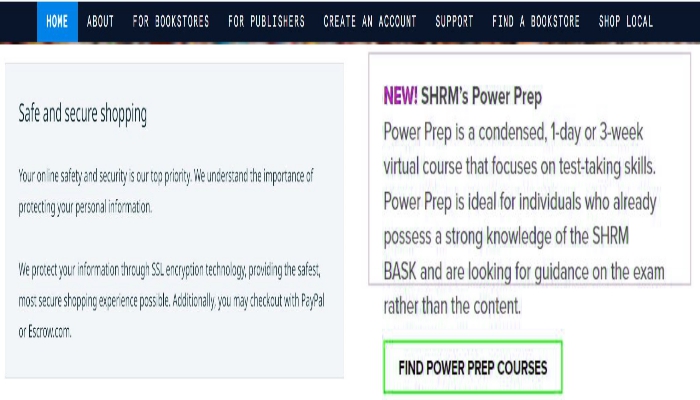 HOME ABOUT FOR BOOKSTORES FOR PUBLISHERS CREATE AN ACCOUNT SUPPORT FIND A BOOKSTORE SHOP LOCAL
Safe and secure shopping
Your online safety and security is our top priority. We understand the importance of
protecting your personal information.
We protect your information through SSL encryption technology, providing the safest,
most secure shopping experience possible. Additionally, you may checkout with PayPal
or Escrow.com.
NEW! SHRM's Power Prep
Power Prep is a condensed, 1-day or 3-week
virtual course that focuses on test-taking skills.
Power Prep is ideal for individuals who already
possess a strong knowledge of the SHRM
BASK and are looking for guidance on the exam
rather than the content.
FIND POWER PREP COURSES